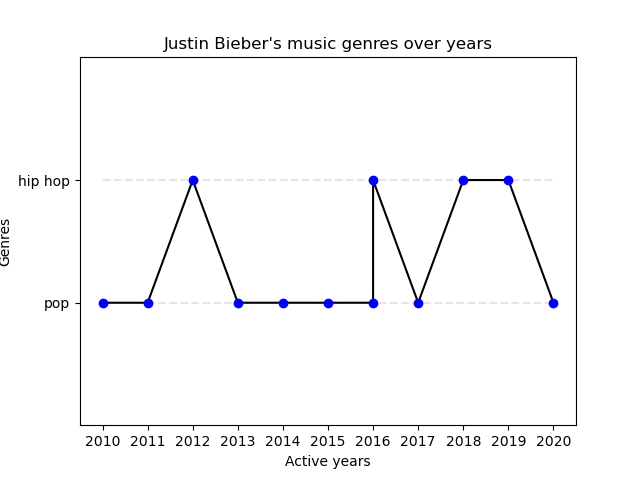 Justin Bieber's music genres over years
hip hop
Genres
pop
2010 2011 2012 2013 2014 2015 2016 2017 2018 2019 2020
Active years